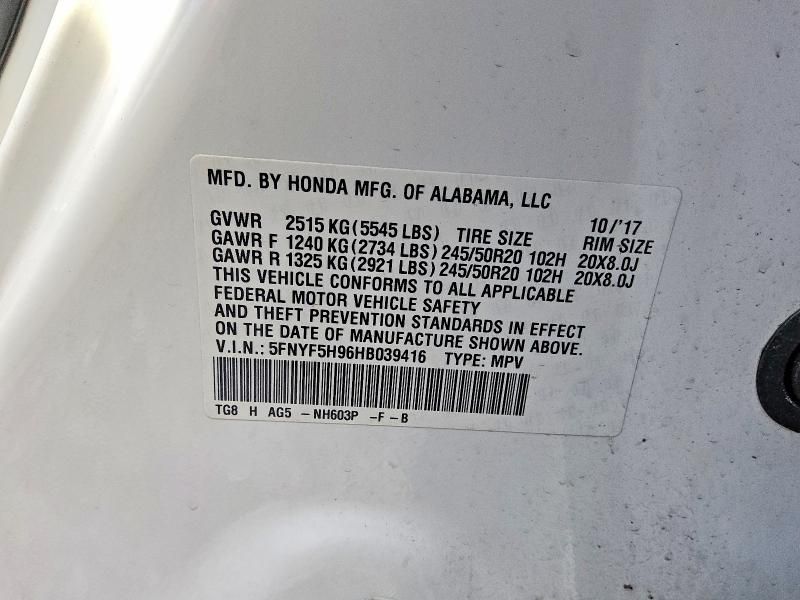 MFD. BY HONDA MFG. OF ALABAMA, LLC
10/'17
GVWR 2515 KG(5545 LBS) TIRE SIZE RIM SIZE
GAWR F 1240 KG(2734 LBS) 245/50R20 102H 20X8.0J
GAWR R 1325 KG(2921 LBS) 245/50R20 102H 20X8.0J
THIS VEHICLE CONFORMS TO ALL APPLICABLE
FEDERAL MOTOR VEHICLE SAFETY
AND THEFT PREVENTION STANDARDS IN EFFECT
ON THE DATE OF MANUFACTURE SHOWN ABOVE.
V.I.N.: 5FNYF5H96HB039416 TYPE: MPV
TG8 H AG5 -NH603P -F-B